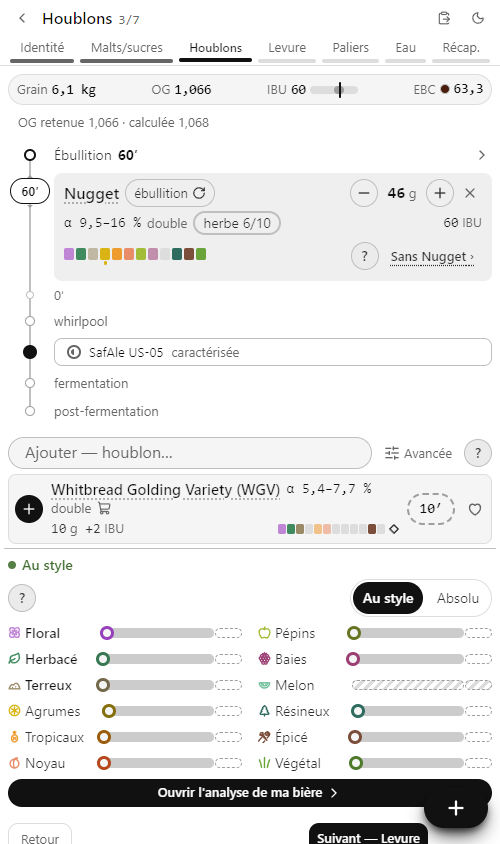 Houblons 3/7
Identité Malts/sucres Houblons Levure Paliers Eau Récap.
Grain 6,1 kg OG 1,066 IBU 60 EBC 63,3
OG retenue 1,066 · calculée 1,068
Ébullition 60′
60′
Nugget ébullition 46 g
α 9,5–16 % double herbe 6/10 60 IBU
? Sans Nugget ›
0′
whirlpool
SafAle US-05 caractérisée
fermentation
post-fermentation
Ajouter — houblon... Avancée ?
Whitbread Golding Variety (WGV) α 5,4–7,7 %
double 10′
10 g +2 IBU
Au style
? Au style Absolu
Floral Pépins
Herbacé Baies
Terreux Melon
Agrumes Résineux
Tropicaux Épicé
Noyau Végétal
Ouvrir l'analyse de ma bière
Retour Suivant — Levure